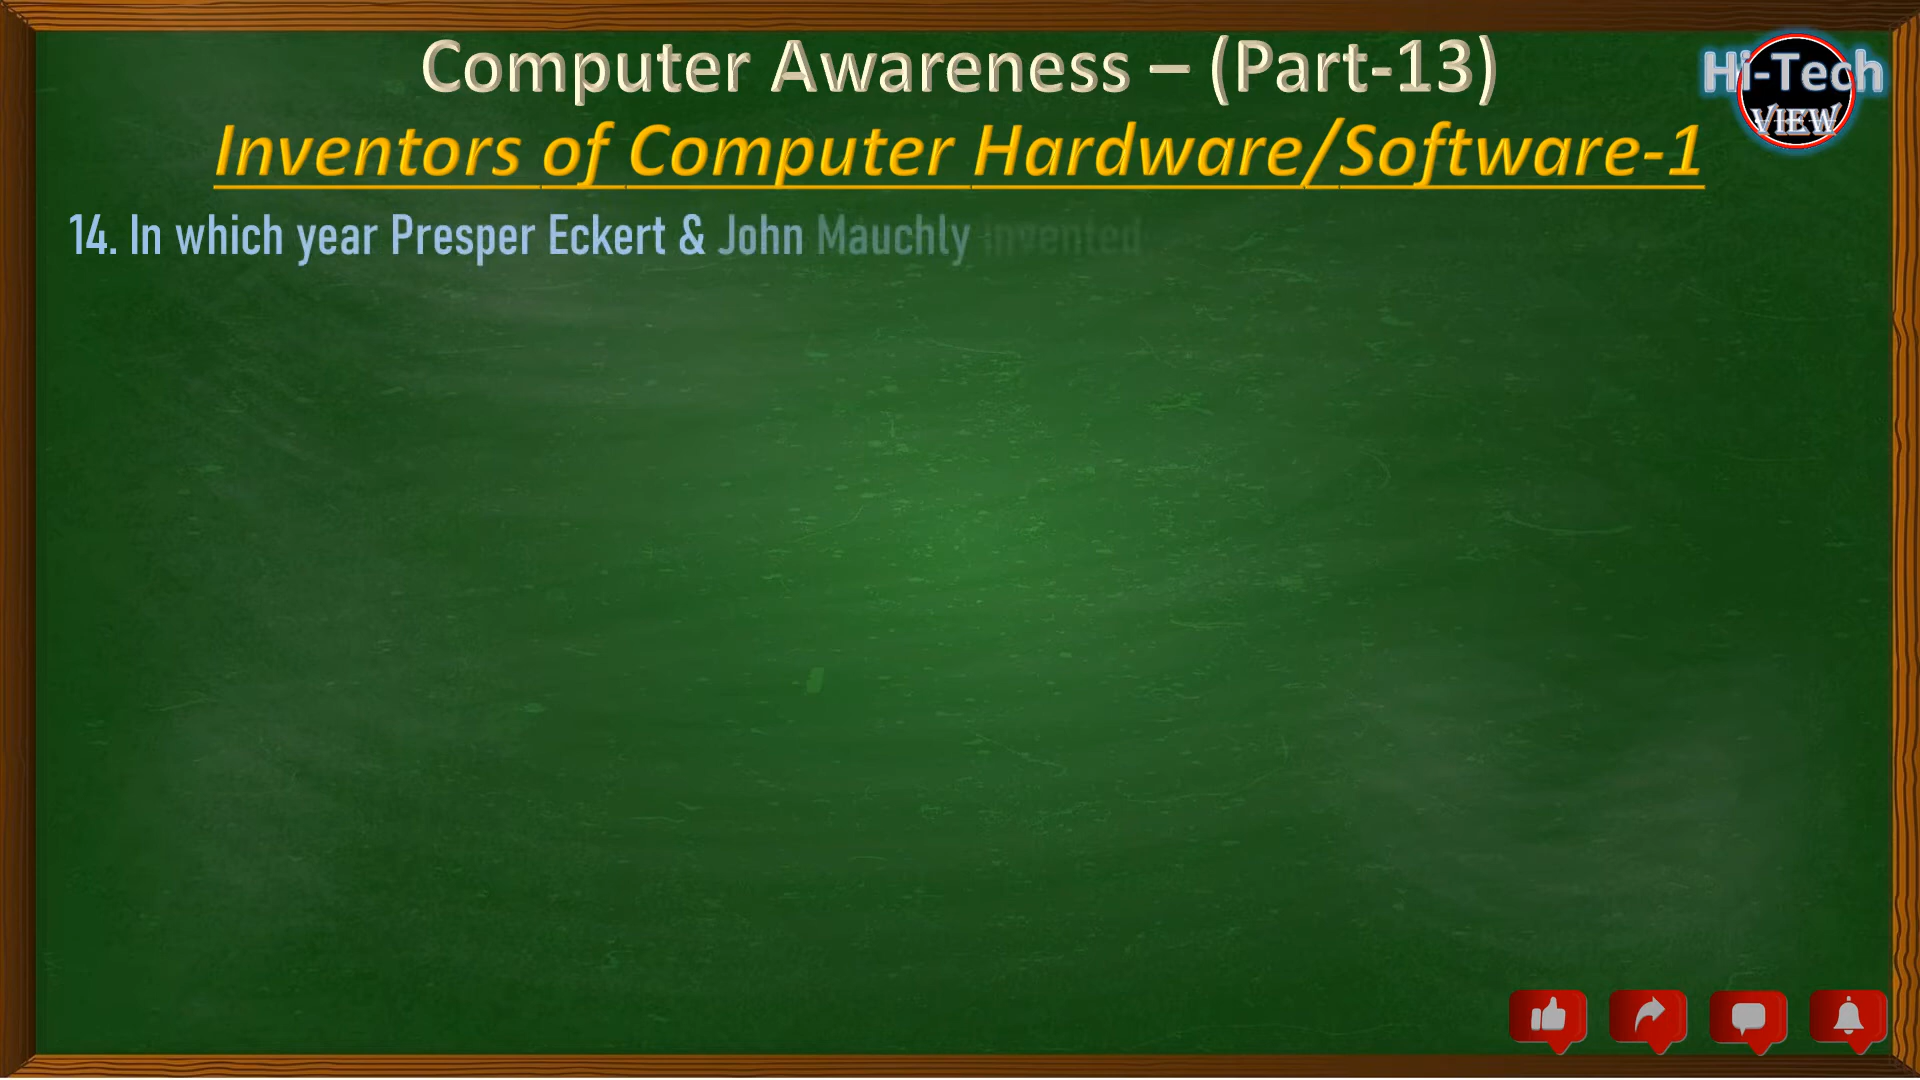 Computer Awareness – (Part-13)
Hi-Tech
VIEW
Inventors of Computer Hardware/Software-1
14. In which year Presper Eckert & John Mauchly invented